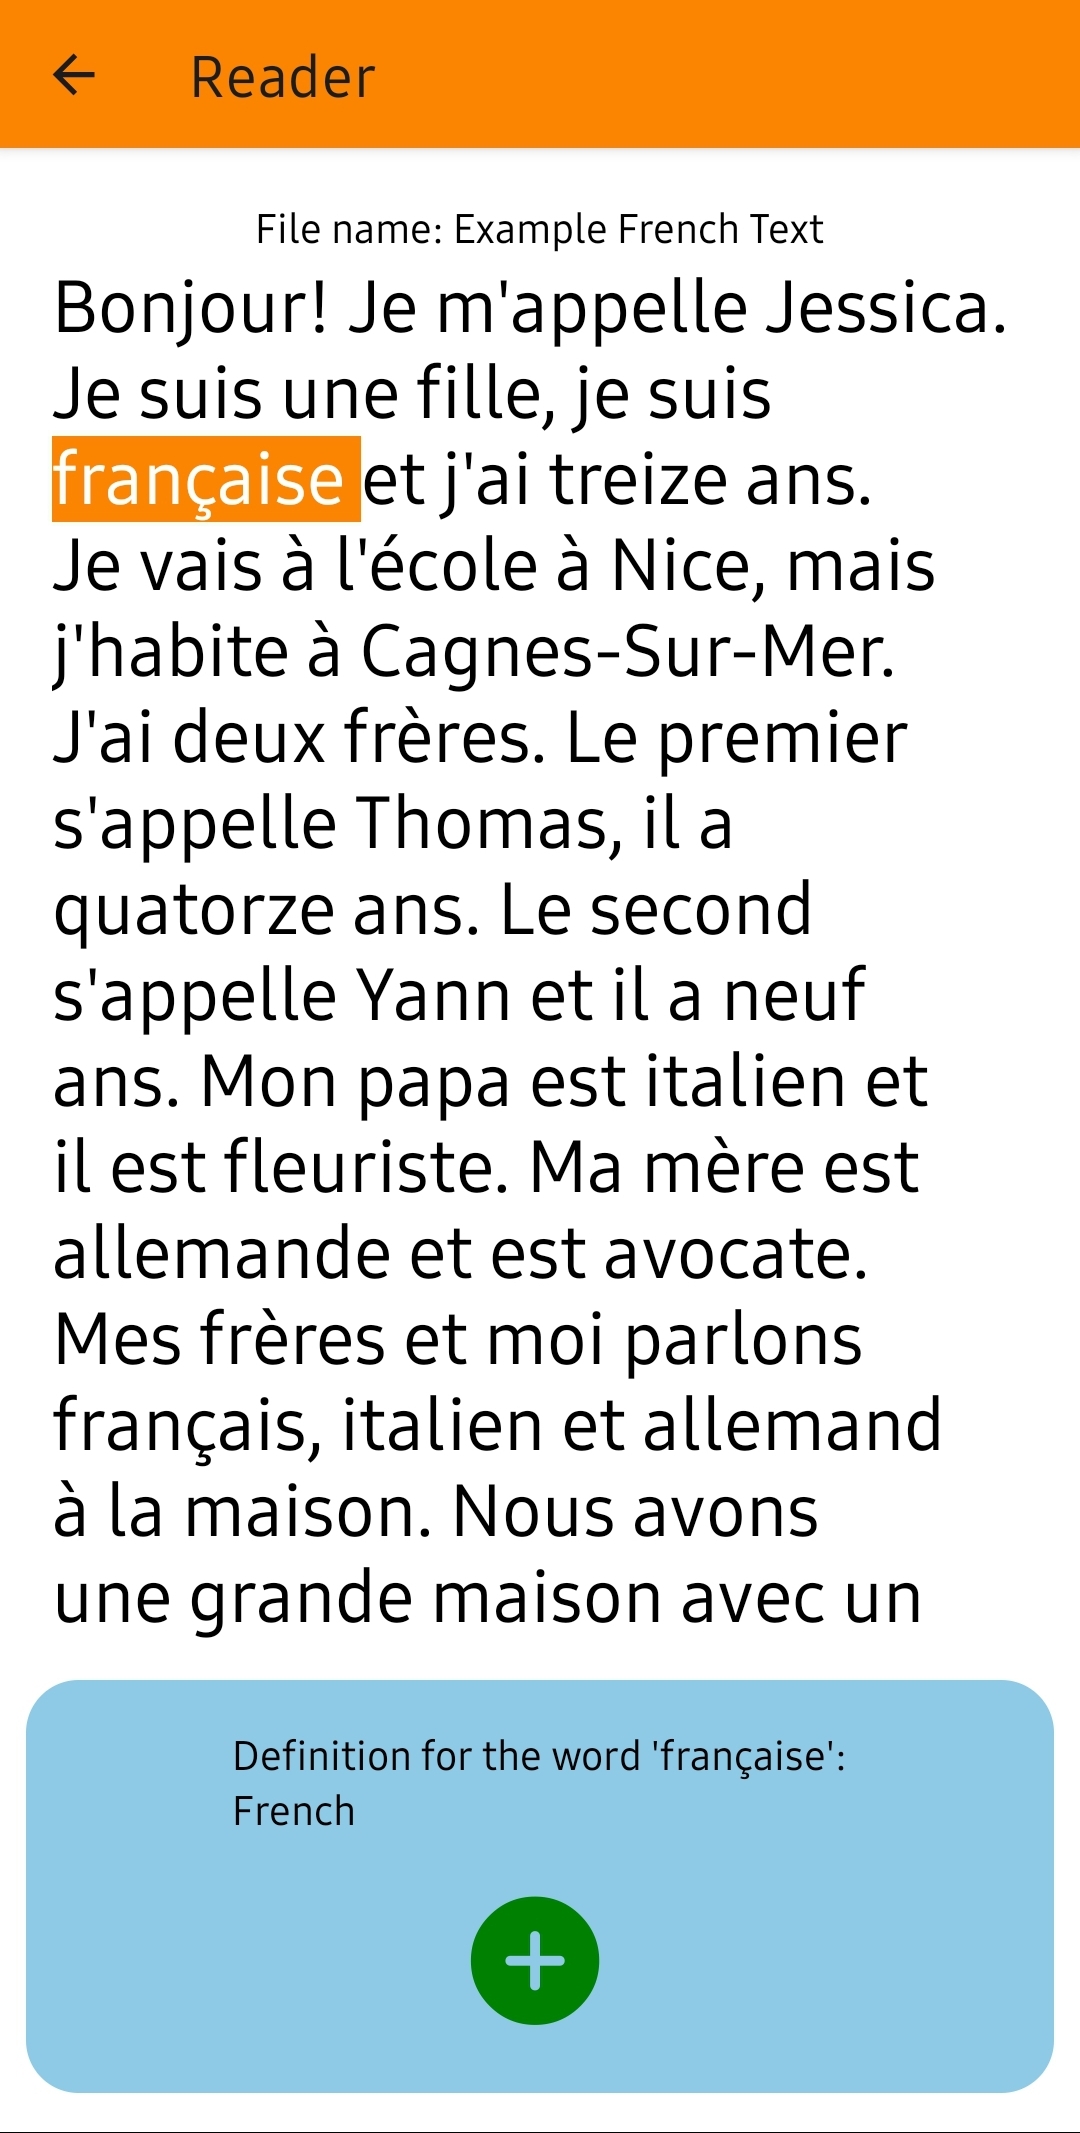 Reader
File name: Example French Text
Bonjour! Je m'appelle Jessica.
Je suis une fille, je suis
française et j'ai treize ans.
Je vais à l'école à Nice, mais
j'habite à Cagnes-Sur-Mer.
J'ai deux frères. Le premier
s'appelle Thomas, il a
quatorze ans. Le second
s'appelle Yann et il a neuf
ans. Mon papa est italien et
il est fleuriste. Ma mère est
allemande et est avocate.
Mes frères et moi parlons
français, italien et allemand
à la maison. Nous avons
une grande maison avec un
Definition for the word 'française':
French